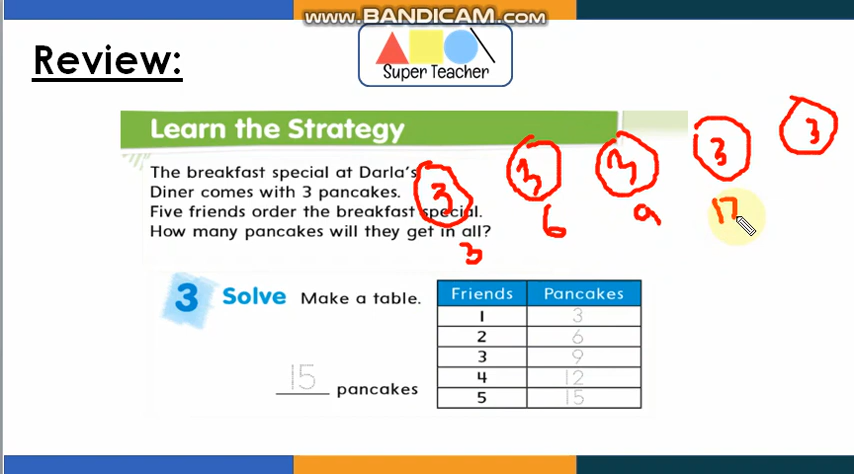 WWW.BANDICAM.COM
Review:
Super Teacher
Learn the Strategy
The breakfast special at Darla's
Diner comes with 3 pancakes.
Five friends order the breakfast special.
How many pancakes will they get in all?
3 3 3 3 3
3 6 9
3 Solve Make a table.
15 pancakes
Friends Pancakes
1 3
2 6
3 9
4 12
5 15